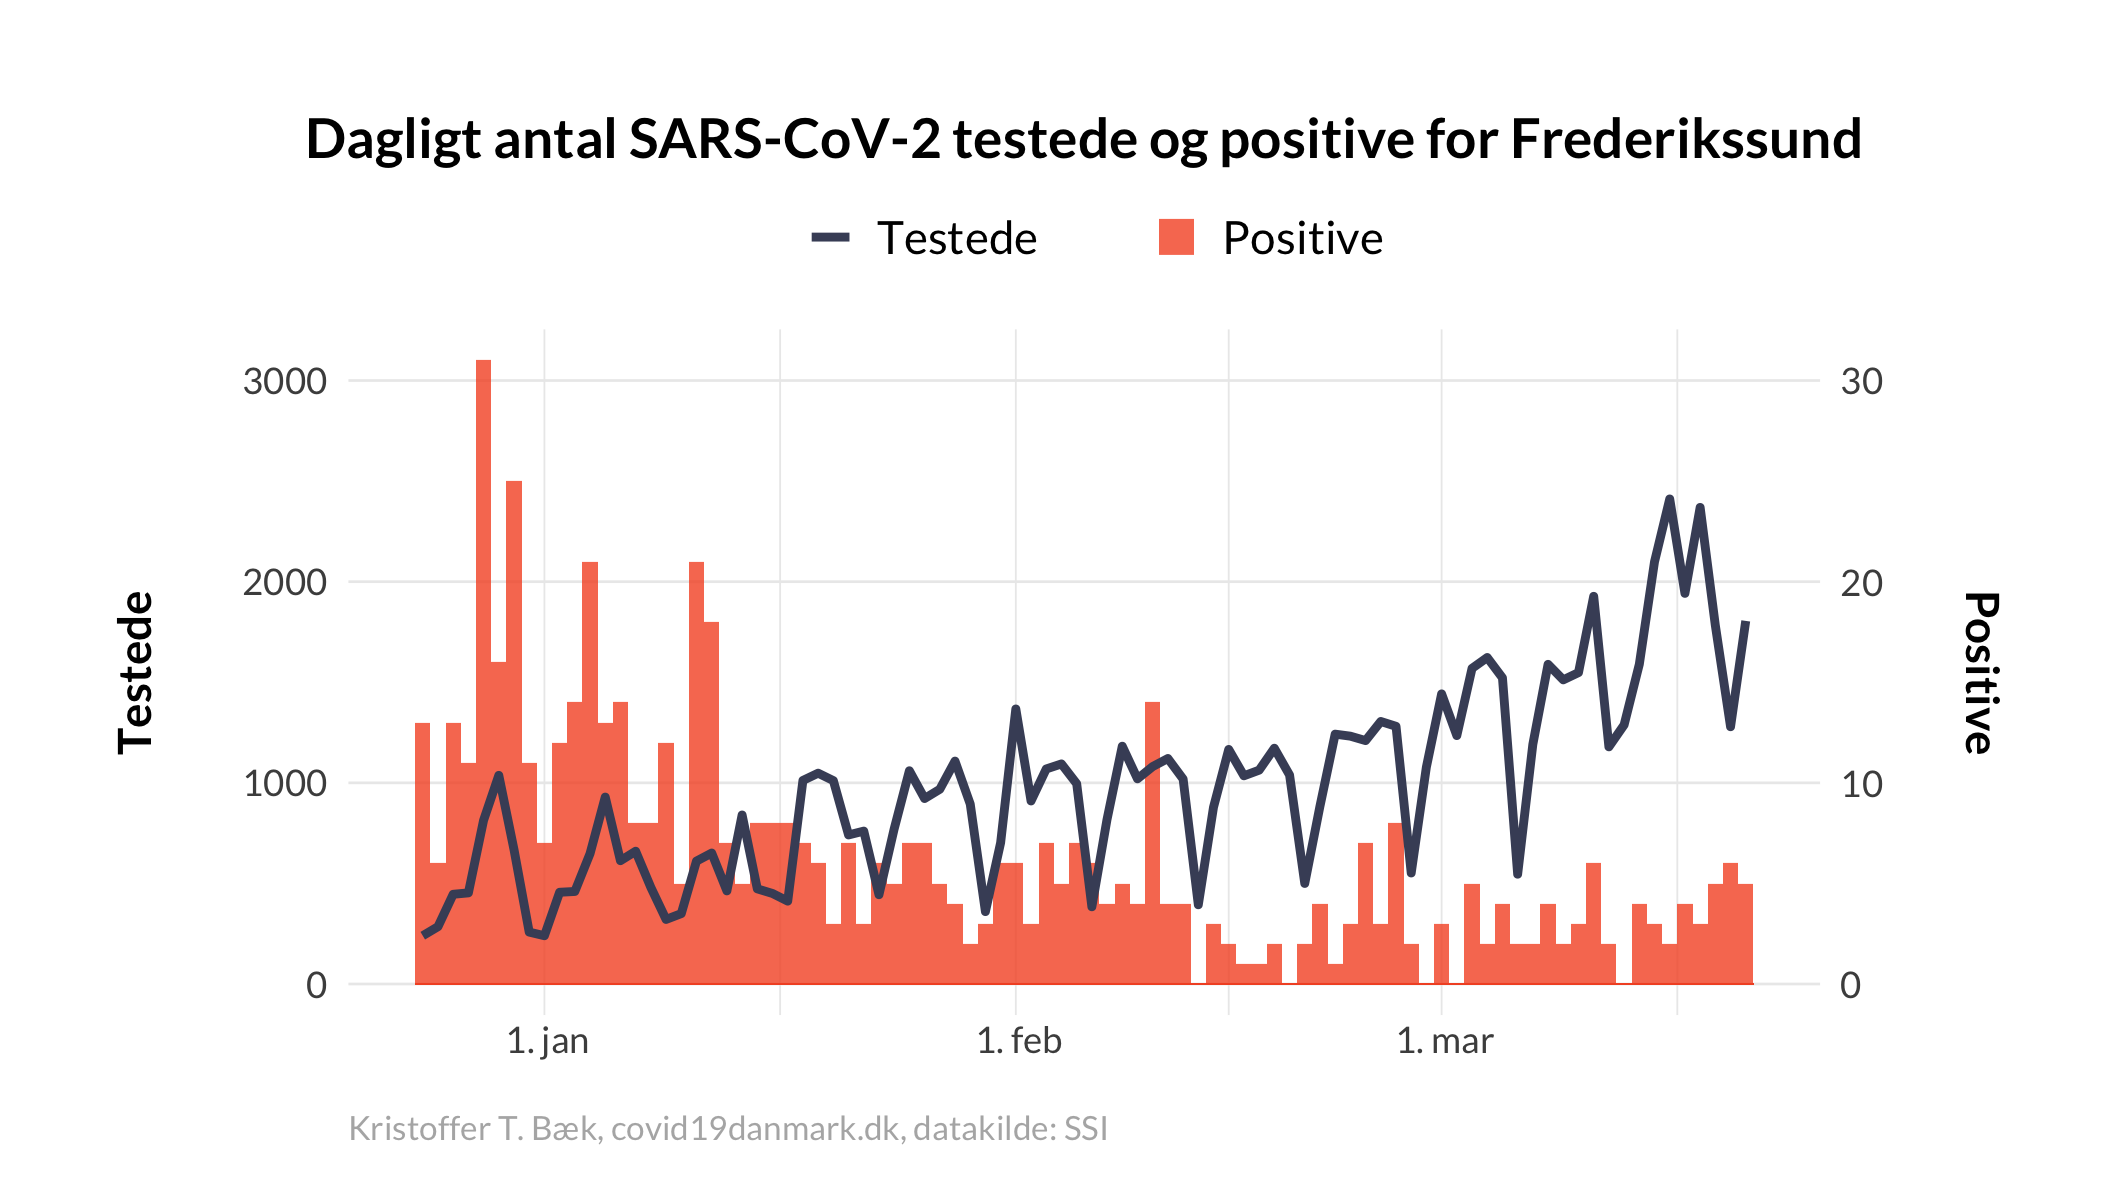 Dagligt antal SARS-CoV-2 testede og positive for Frederikssund
Testede Positive
3000 30
2000 20
1000 10
0 0
Testede
Positive
1. jan 1. feb 1. mar
Kristoffer T. Bæk, covid19danmark.dk, datakilde: SSI